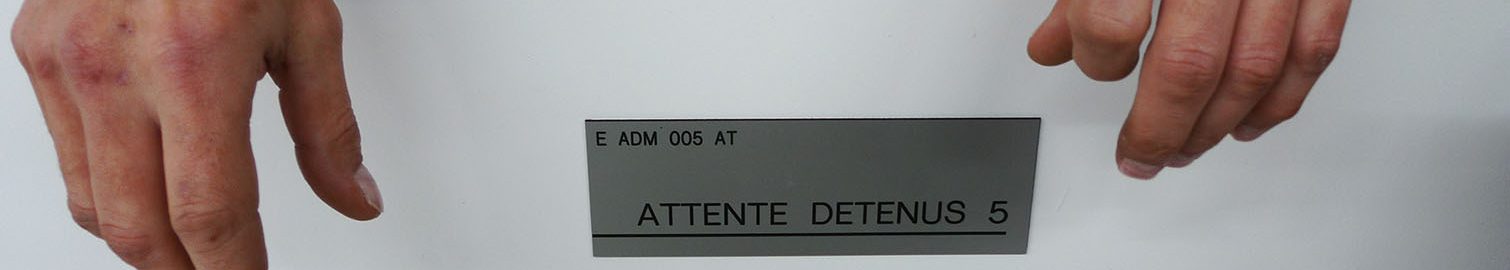 E ADM 005 AT
ATTENTE DETENUS 5